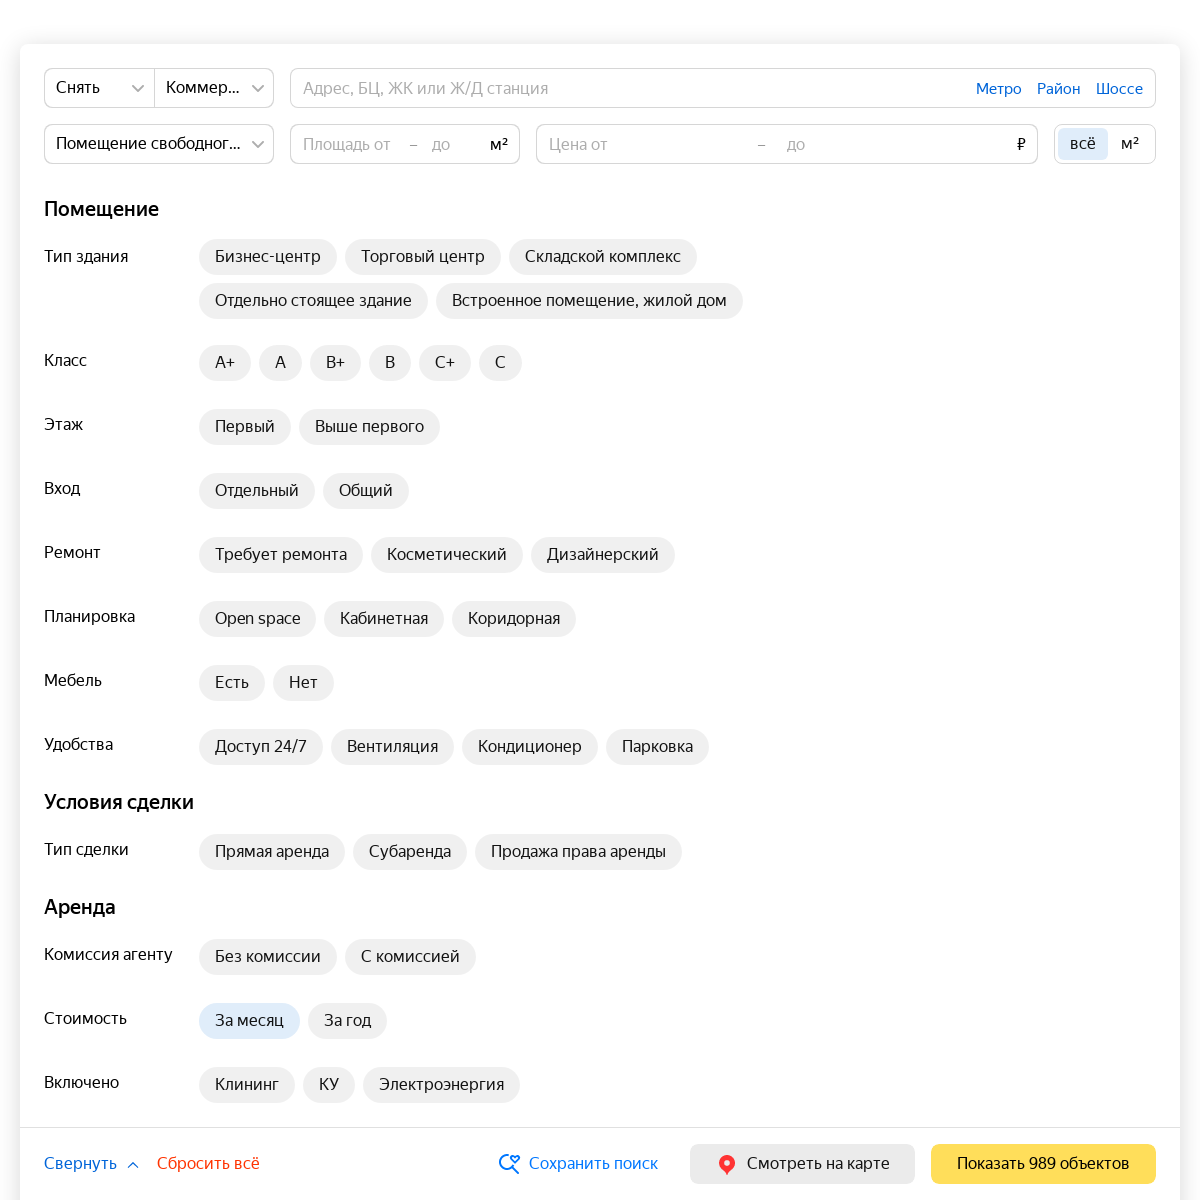 Снять Коммер... Адрес, БЦ, ЖК или Ж/Д станция Метро Район Шоссе
Помещение свободног... Площадь от – до м² Цена от – до ₽ всё м²
Помещение
Тип здания Бизнес-центр Торговый центр Складской комплекс
Отдельно стоящее здание Встроенное помещение, жилой дом
Класс A+ A B+ B C+ C
Этаж Первый Выше первого
Вход Отдельный Общий
Ремонт Требует ремонта Косметический Дизайнерский
Планировка Open space Кабинетная Коридорная
Мебель Есть Нет
Удобства Доступ 24/7 Вентиляция Кондиционер Парковка
Условия сделки
Тип сделки Прямая аренда Субаренда Продажа права аренды
Аренда
Комиссия агенту Без комиссии С комиссией
Стоимость За месяц За год
Включено Клининг КУ Электроэнергия
Свернуть Сбросить всё Сохранить поиск Смотреть на карте Показать 989 объектов